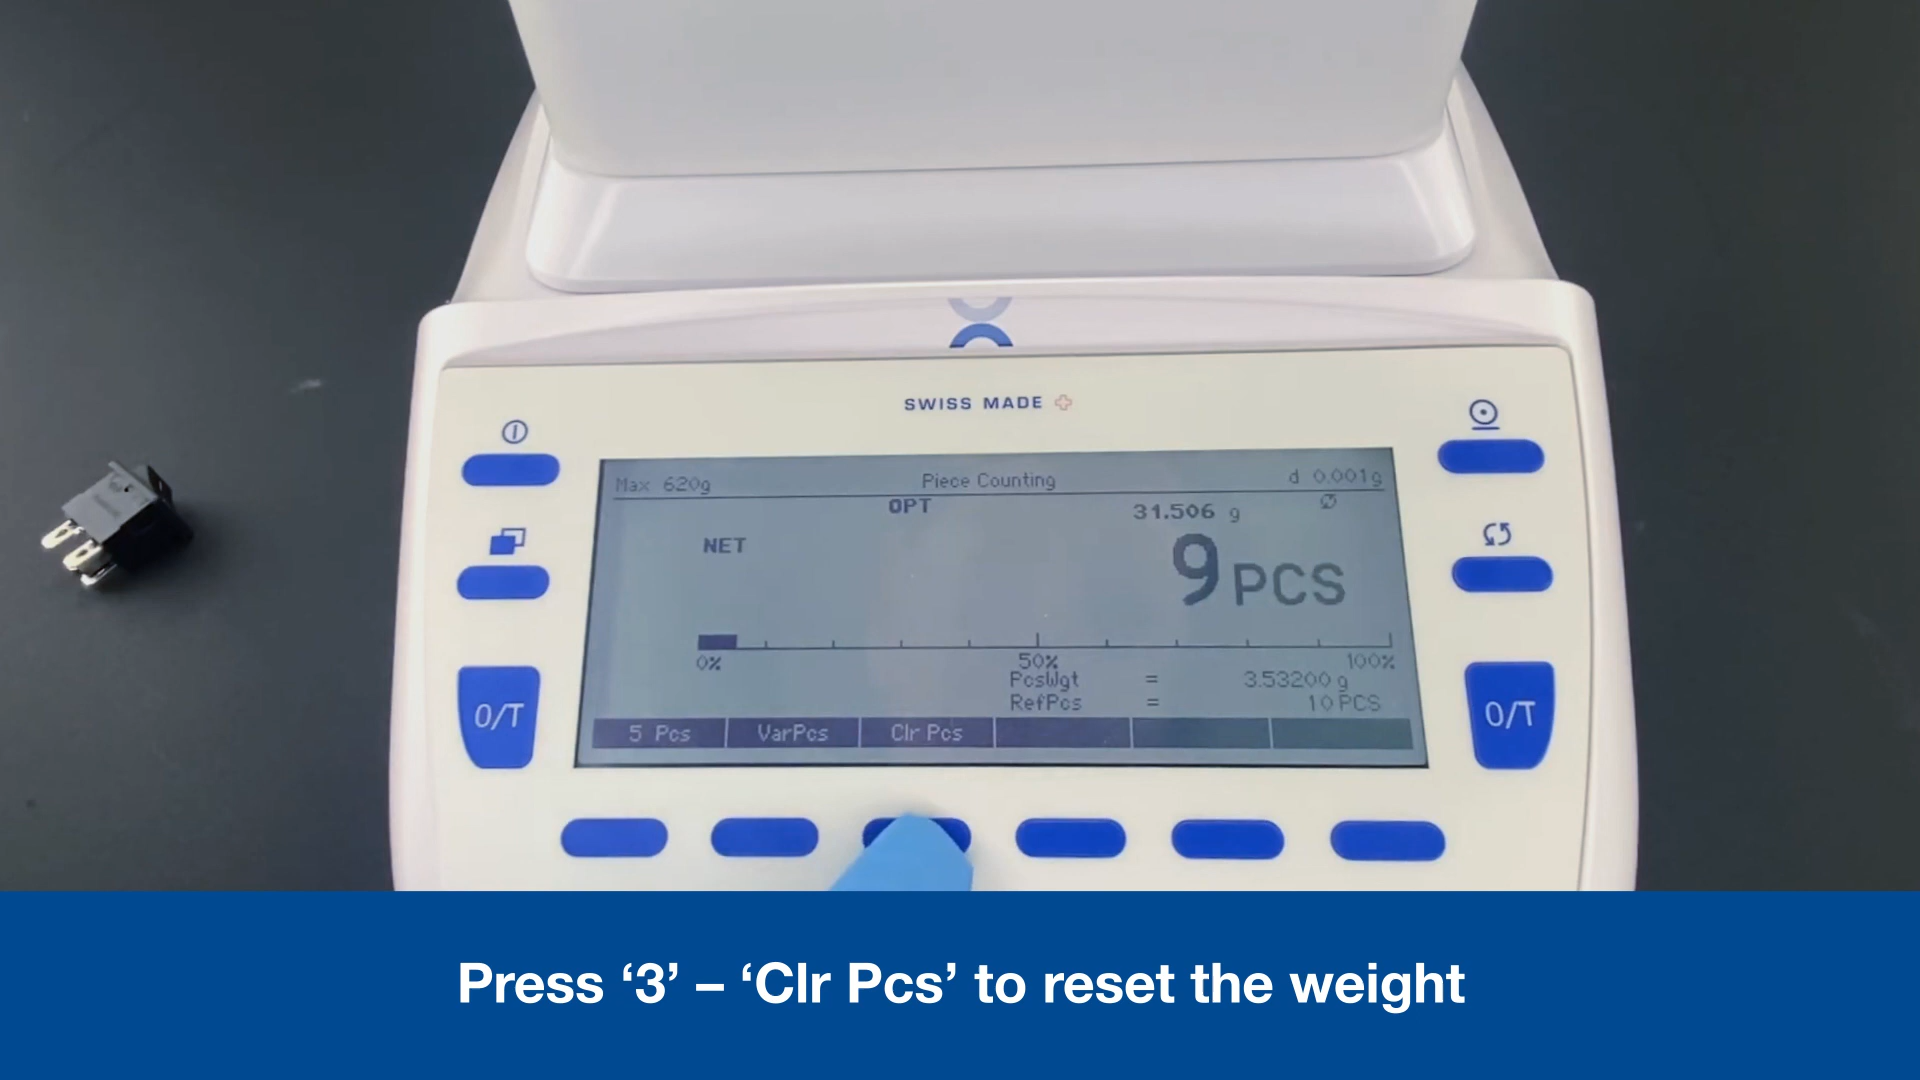 SWISS MADE
Max 620g Piece Counting d 0.001g
OPT 31.506 g
NET
9 PCS
0% 50% 100%
PcsWgt = 3.53200 g
RefPcs = 10 PCS
5 Pcs VarPcs Clr Pcs
0/T 0/T
Press ‘3’ – ‘Clr Pcs’ to reset the weight